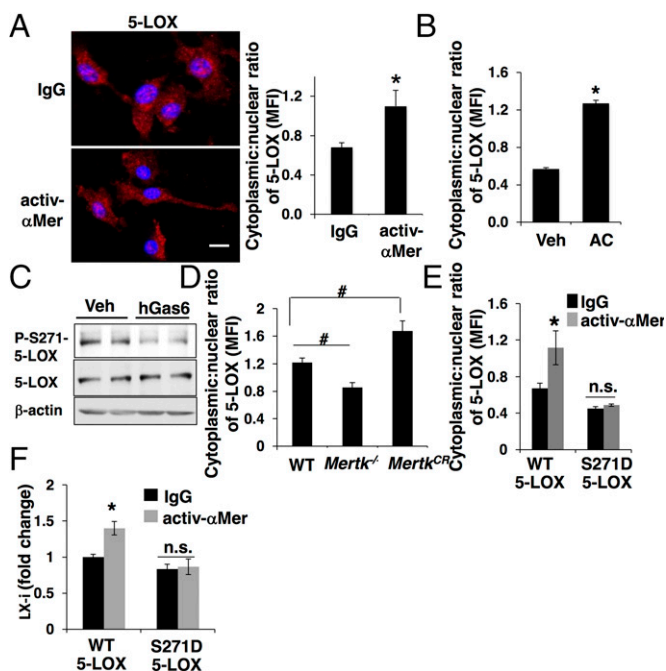 A
5-LOX
IgG
activ-
αMer
Cytoplasmic:nuclear ratio
of 5-LOX (MFI)
1.2
0.8
0.4
0.0
*
IgG
activ-
αMer
B
Cytoplasmic:nuclear ratio
of 5-LOX (MFI)
1.6
1.2
0.8
0.4
0
*
Veh
AC
C
Veh
hGas6
P-S271-
5-LOX
5-LOX
β-actin
D
Cytoplasmic:nuclear ratio
of 5-LOX (MFI)
2
1.6
1.2
0.8
0.4
0
#
#
WT
Mertk-/-
MertkCR
E
IgG
activ-αMer
Cytoplasmic:nuclear ratio
of 5-LOX (MFI)
1.6
1.2
0.8
0.4
0
*
n.s.
WT
5-LOX
S271D
5-LOX
F
IgG
activ-αMer
LX-i (fold change)
2
1.5
1
0.5
0
*
n.s.
WT
5-LOX
S271D
5-LOX